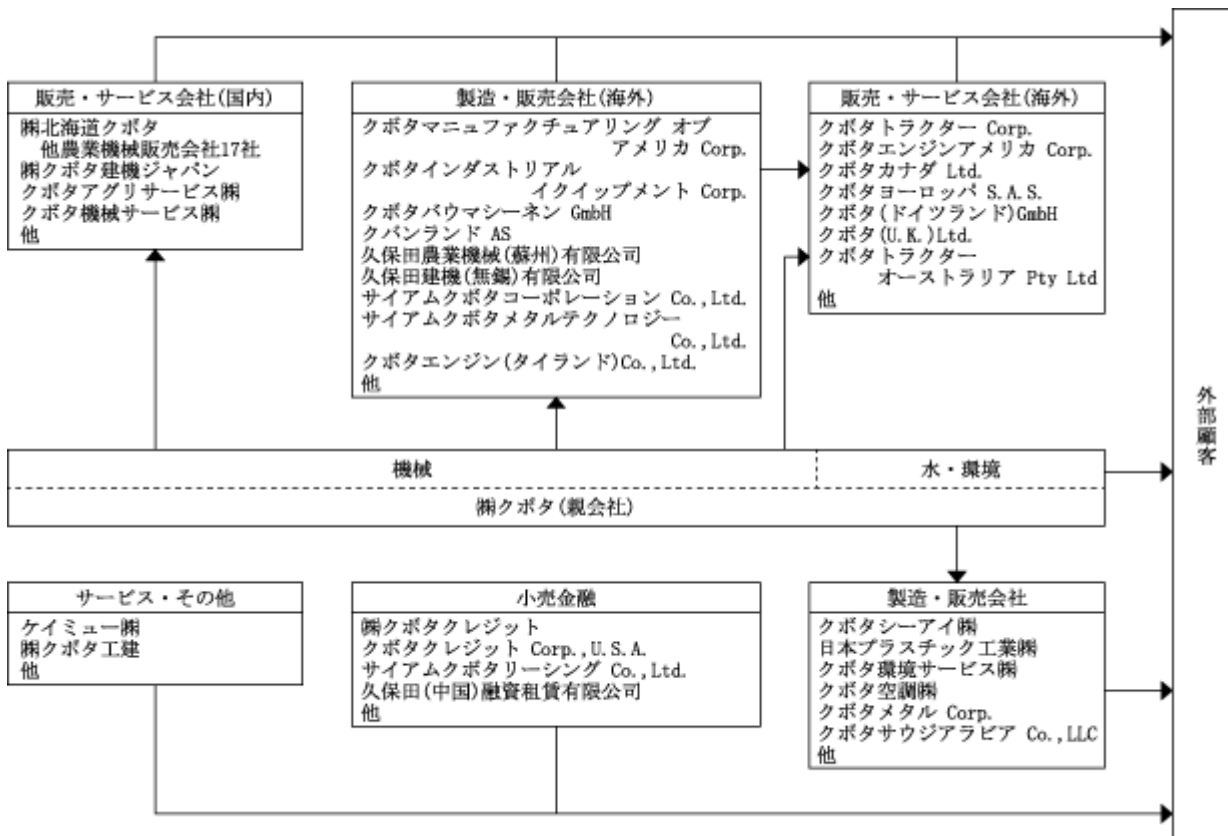 販売・サービス会社(国内)
㈱北海道クボタ
他農業機械販売会社17社
㈱クボタ建機ジャパン
クボタアグリサービス㈱
クボタ機械サービス㈱
他
製造・販売会社(海外)
クボタマニュファクチュアリング オブ
アメリカ Corp.
クボタインダストリアル
イクイップメント Corp.
クボタバウマシーネン GmbH
クバンランド AS
久保田農業機械(蘇州)有限公司
久保田建機(無錫)有限公司
サイアムクボタコーポレーション Co.,Ltd.
サイアムクボタメタルテクノロジー
Co.,Ltd.
クボタエンジン(タイランド)Co.,Ltd.
他
販売・サービス会社(海外)
クボタトラクター Corp.
クボタエンジンアメリカ Corp.
クボタカナダ Ltd.
クボタヨーロッパ S.A.S.
クボタ(ドイツランド)GmbH
クボタ(U.K.)Ltd.
クボタトラクター
オーストラリア Pty Ltd
他
外部顧客
機械
水・環境
㈱クボタ(親会社)
サービス・その他
ケイミュー㈱
㈱クボタ工建
他
小売金融
㈱クボタクレジット
クボタクレジット Corp.,U.S.A.
サイアムクボタリーシング Co.,Ltd.
久保田(中国)融資租賃有限公司
他
製造・販売会社
クボタシーアイ㈱
日本プラスチック工業㈱
クボタ環境サービス㈱
クボタ空調㈱
クボタメタル Corp.
クボタサウジアラビア Co.,LLC
他